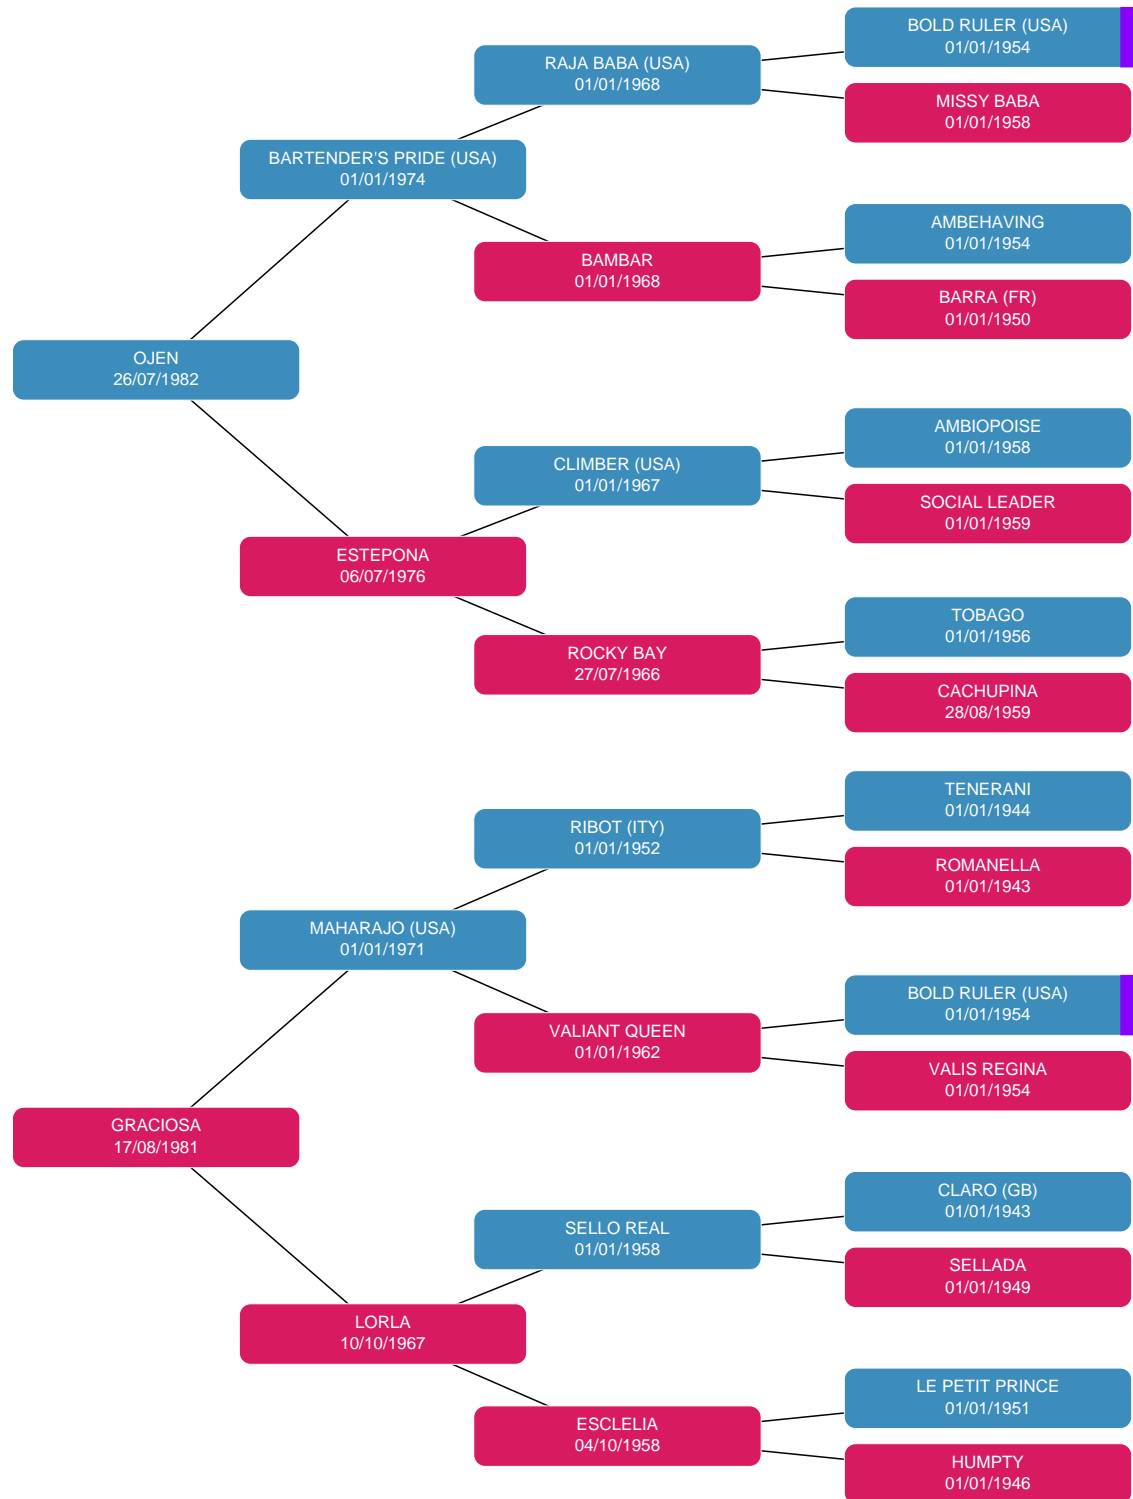 BOLD RULER (USA)
01/01/1954
RAJA BABA (USA)
01/01/1968
MISSY BABA
01/01/1958
BARTENDER'S PRIDE (USA)
01/01/1974
AMBEHAVING
01/01/1954
BAMBAR
01/01/1968
BARRA (FR)
01/01/1950
OJEN
26/07/1982
AMBIOPOISE
01/01/1958
CLIMBER (USA)
01/01/1967
SOCIAL LEADER
01/01/1959
ESTEPONA
06/07/1976
TOBAGO
01/01/1956
ROCKY BAY
27/07/1966
CACHUPINA
28/08/1959
TENERANI
01/01/1944
RIBOT (ITY)
01/01/1952
ROMANELLA
01/01/1943
MAHARAJO (USA)
01/01/1971
BOLD RULER (USA)
01/01/1954
VALIANT QUEEN
01/01/1962
VALIS REGINA
01/01/1954
GRACIOSA
17/08/1981
CLARO (GB)
01/01/1943
SELLO REAL
01/01/1958
SELLADA
01/01/1949
LORLA
10/10/1967
LE PETIT PRINCE
01/01/1951
ESCLELIA
04/10/1958
HUMPTY
01/01/1946